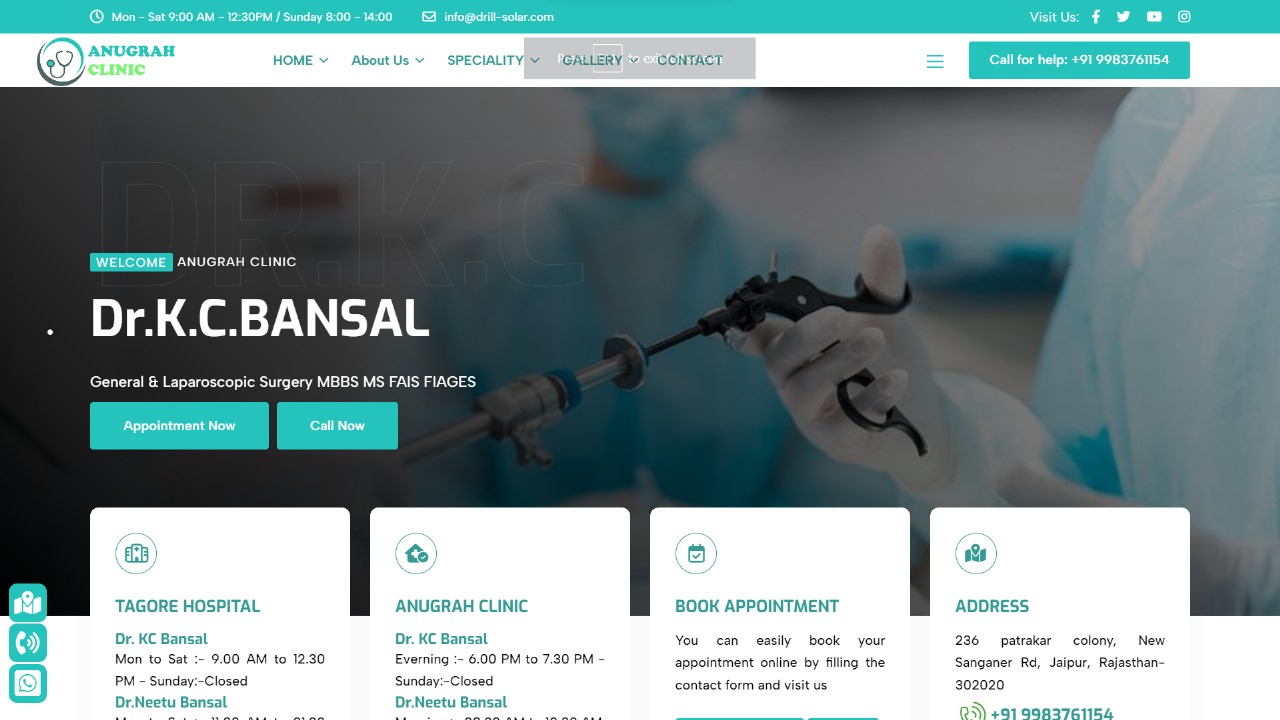 Mon - Sat 9:00 AM - 12:30PM / Sunday 8:00 - 14:00
info@drill-solar.com
Visit Us:
ANUGRAH
CLINIC
HOME
About Us
SPECIALITY
GALLERY
CONTACT
Call for help: +91 9983761154
DR.K.C
WELCOME ANUGRAH CLINIC
Dr.K.C.BANSAL
General & Laparoscopic Surgery MBBS MS FAIS FIAGES
Appointment Now
Call Now
TAGORE HOSPITAL
Dr. KC Bansal
Mon to Sat :- 9.00 AM to 12.30
PM - Sunday:-Closed
Dr.Neetu Bansal
ANUGRAH CLINIC
Dr. KC Bansal
Everning :- 6.00 PM to 7.30 PM -
Sunday:-Closed
Dr.Neetu Bansal
BOOK APPOINTMENT
You can easily book your
appointment online by filling the
contact form and visit us
ADDRESS
236 patrakar colony, New
Sanganer Rd, Jaipur, Rajasthan-
302020
+91 9983761154